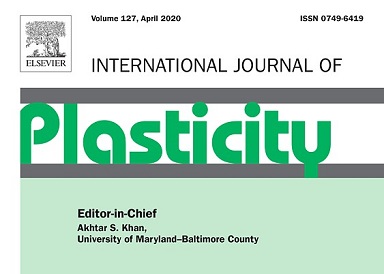 Volume 127, April 2020
ISSN 0749-6419
ELSEVIER
INTERNATIONAL JOURNAL OF
Plasticity
Editor-in-Chief
Akhtar S. Khan,
University of Maryland–Baltimore County